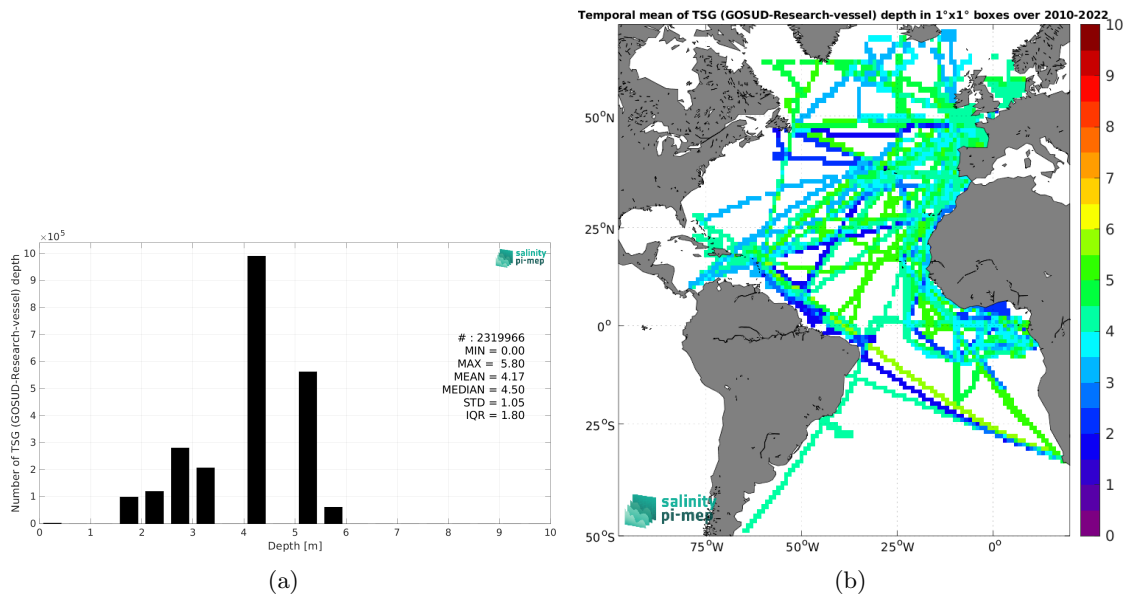 ×10⁵
10
9
8
7
6
5
4
3
2
1
0
Number of TSG (GOSUD-Research-vessel) depth
0 1 2 3 4 5 6 7 8 9 10
Depth [m]
salinity
pi-mep
# : 2319966
MIN = 0.00
MAX = 5.80
MEAN = 4.17
MEDIAN = 4.50
STD = 1.05
IQR = 1.80
(a)
Temporal mean of TSG (GOSUD-Research-vessel) depth in 1°x1° boxes over 2010-2022
50°N
25°N
0°
25°S
50°S
75°W 50°W 25°W 0°
salinity
pi-mep
10
9
8
7
6
5
4
3
2
1
0
(b)